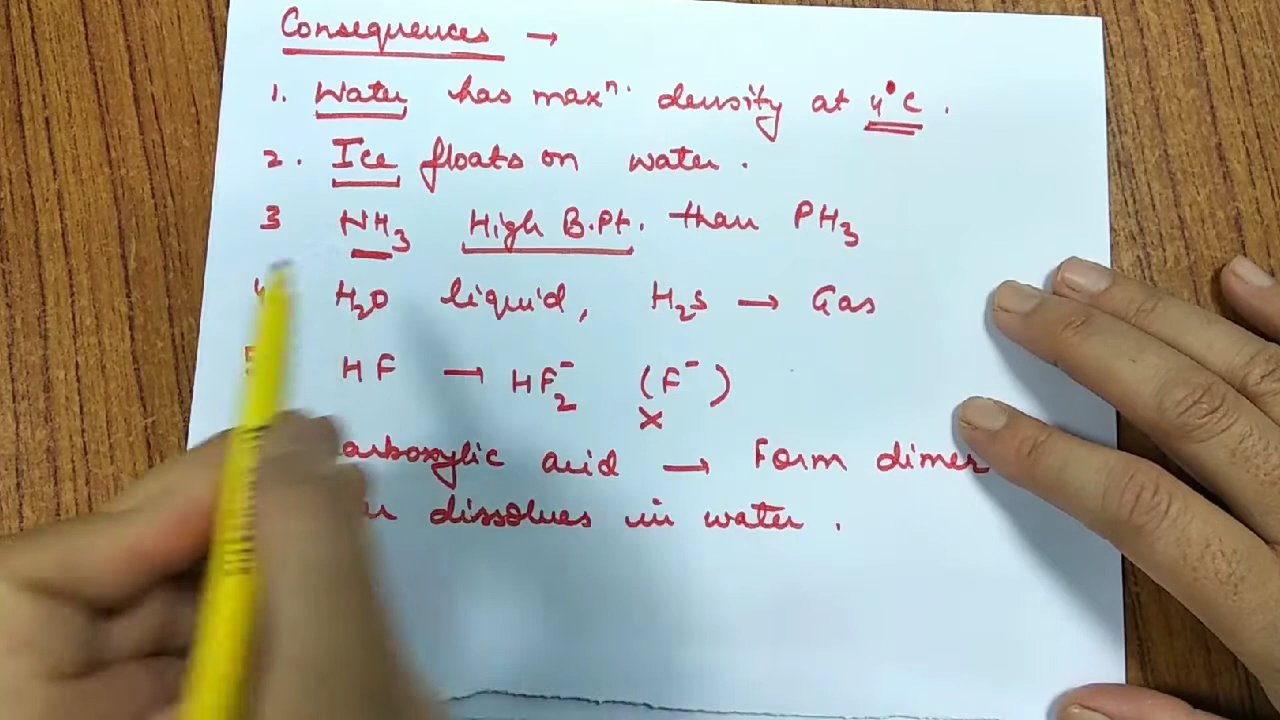 Consequences →
1. Water has maxⁿ. density at 4°C.
2. Ice floats on water.
3 NH₃ High B.Pt. than PH₃
4 H₂O liquid, H₂S → Gas
HF → HF₂⁻ (F⁻)
X
arboxylic acid → Form dimer
dissolves in water.